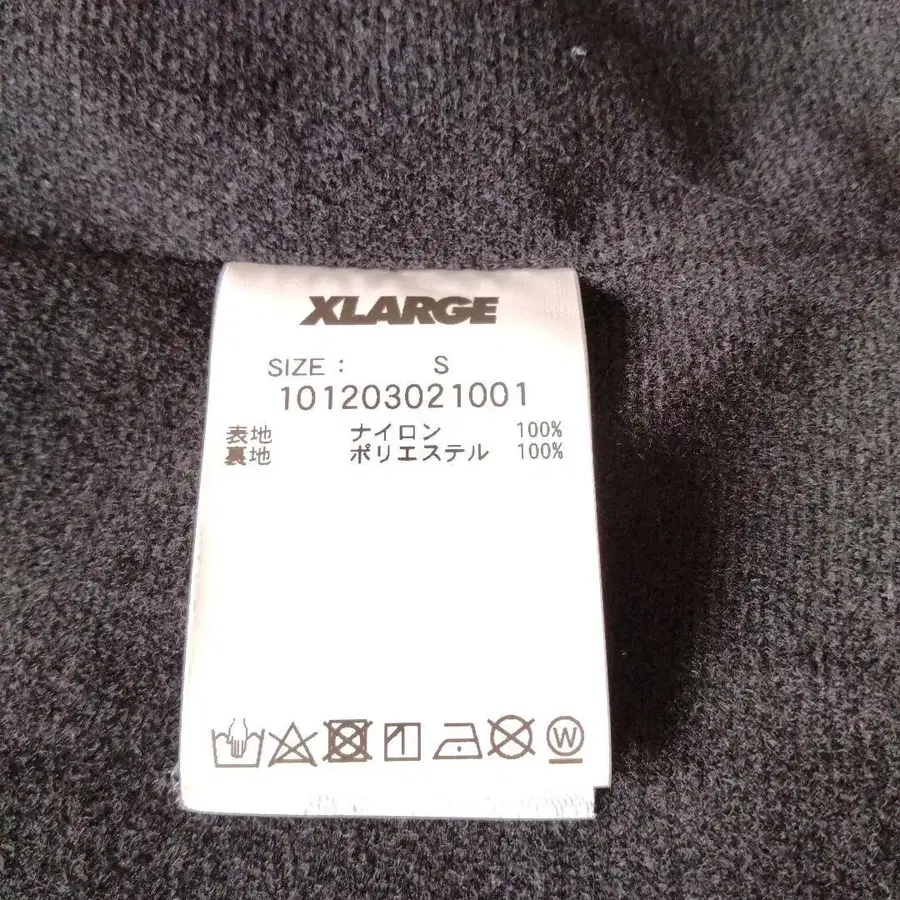 XLARGE
SIZE : S
101203021001
表地 ナイロン 100%
裏地 ポリエステル 100%
W